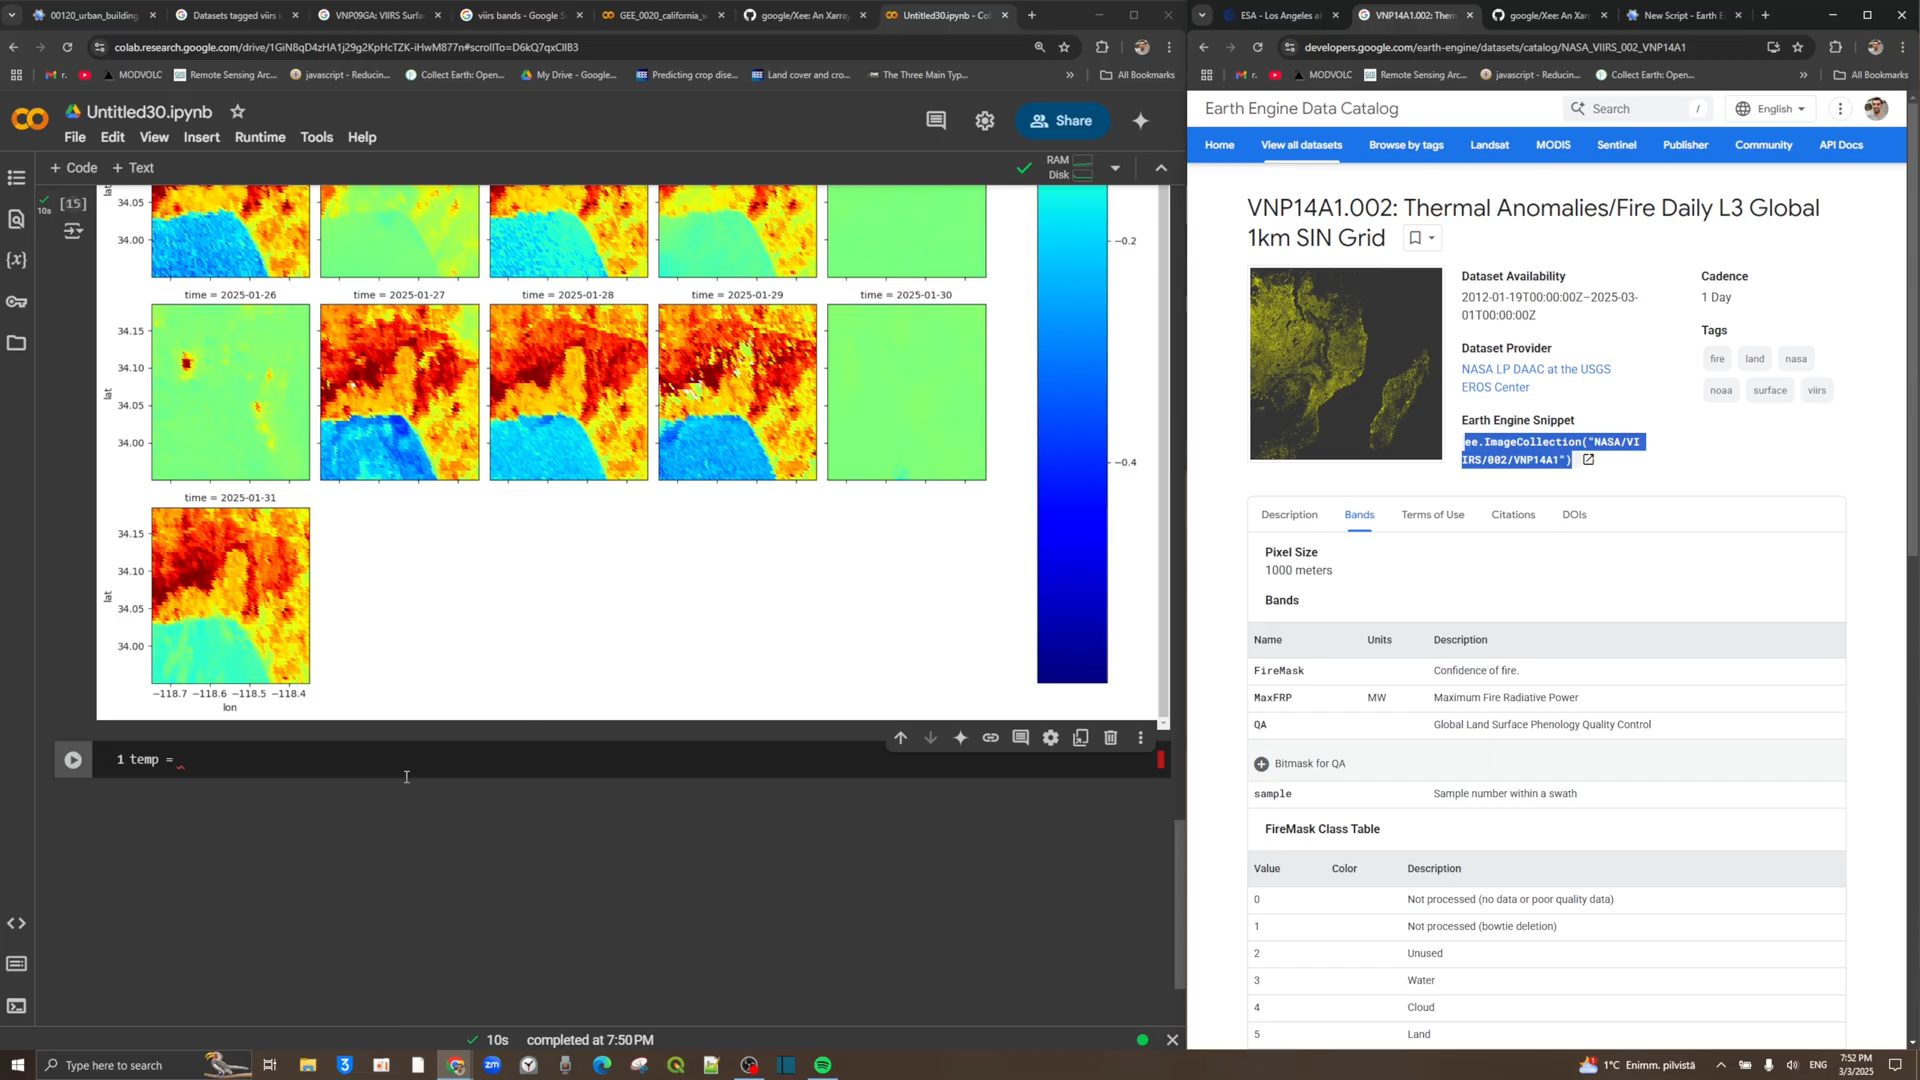 00120_urban_building
Datasets tagged viirs i
VNP09GA: VIIRS Surfa
viirs bands - Google S
GEE_0020_california_v
google/Xee: An Xarray
Untitled30.ipynb - Col
ESA - Los Angeles a
VNP14A1.002: Therm
google/Xee: An Xarr
New Script - Earth E
colab.research.google.com/drive/1GiN8qD4zHA1j29g2KpHcTZK-iHwM877n#scrollTo=D6kQ7qxCIIB3
developers.google.com/earth-engine/datasets/catalog/NASA_VIIRS_002_VNP14A1
r.
MODVOLC
Remote Sensing Arc...
javascript - Reducin...
Collect Earth: Open...
My Drive - Google...
Predicting crop dise...
Land cover and cro...
The Three Main Typ...
»
All Bookmarks
r.
MODVOLC
Remote Sensing Arc...
javascript - Reducin...
Collect Earth: Open...
»
All Bookmarks
Untitled30.ipynb
File Edit View Insert Runtime Tools Help
Share
+ Code + Text
RAM
Disk
10s
[15]
lat
34.05
34.00
−0.2
time = 2025-01-26
time = 2025-01-27
time = 2025-01-28
time = 2025-01-29
time = 2025-01-30
34.15
34.10
lat
34.05
34.00
−0.4
time = 2025-01-31
34.15
34.10
lat
34.05
34.00
−118.7 −118.6 −118.5 −118.4
lon
1 temp =
10s completed at 7:50 PM
Earth Engine Data Catalog
Search
/
English
Home
View all datasets
Browse by tags
Landsat
MODIS
Sentinel
Publisher
Community
API Docs
VNP14A1.002: Thermal Anomalies/Fire Daily L3 Global
1km SIN Grid
Dataset Availability
2012-01-19T00:00:00Z–2025-03-
01T00:00:00Z
Dataset Provider
NASA LP DAAC at the USGS
EROS Center
Earth Engine Snippet
ee.ImageCollection("NASA/VI
IRS/002/VNP14A1")
Cadence
1 Day
Tags
fire
land
nasa
noaa
surface
viirs
Description
Bands
Terms of Use
Citations
DOIs
Pixel Size
1000 meters
Bands
Name Units Description
FireMask Confidence of fire.
MaxFRP MW Maximum Fire Radiative Power
QA Global Land Surface Phenology Quality Control
Bitmask for QA
sample Sample number within a swath
FireMask Class Table
Value Color Description
0 Not processed (no data or poor quality data)
1 Not processed (bowtie deletion)
2 Unused
3 Water
4 Cloud
5 Land
Type here to search
1°C Enimm. pilvistä
ENG
7:52 PM
3/3/2025